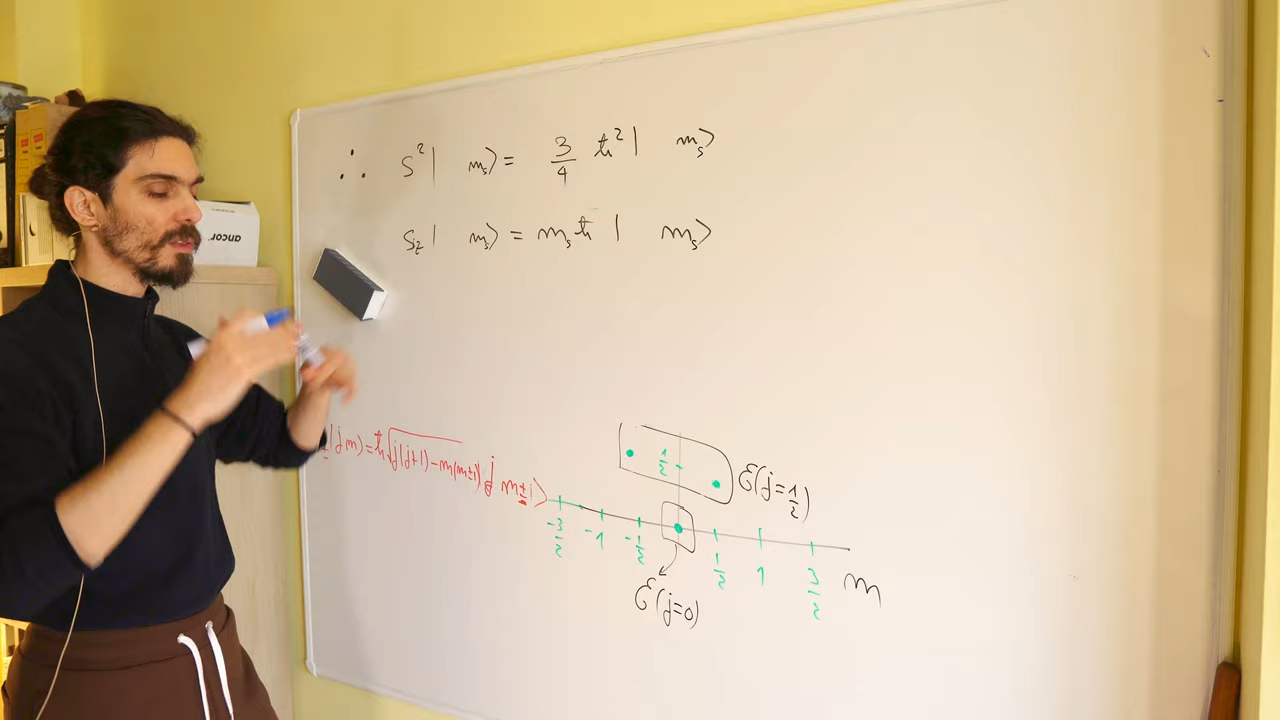 ∴ S²| mₛ⟩ = 3/4 ħ²| mₛ⟩
S_z| mₛ⟩ = mₛħ | mₛ⟩
ancor.
|j m⟩ = ħ√(j(j+1) − m(m±1)) | j m±1⟩
1/2
ℰ(j=1/2)
-3/2 -1 -1/2 1/2 1 3/2 m
ℰ(j=0)